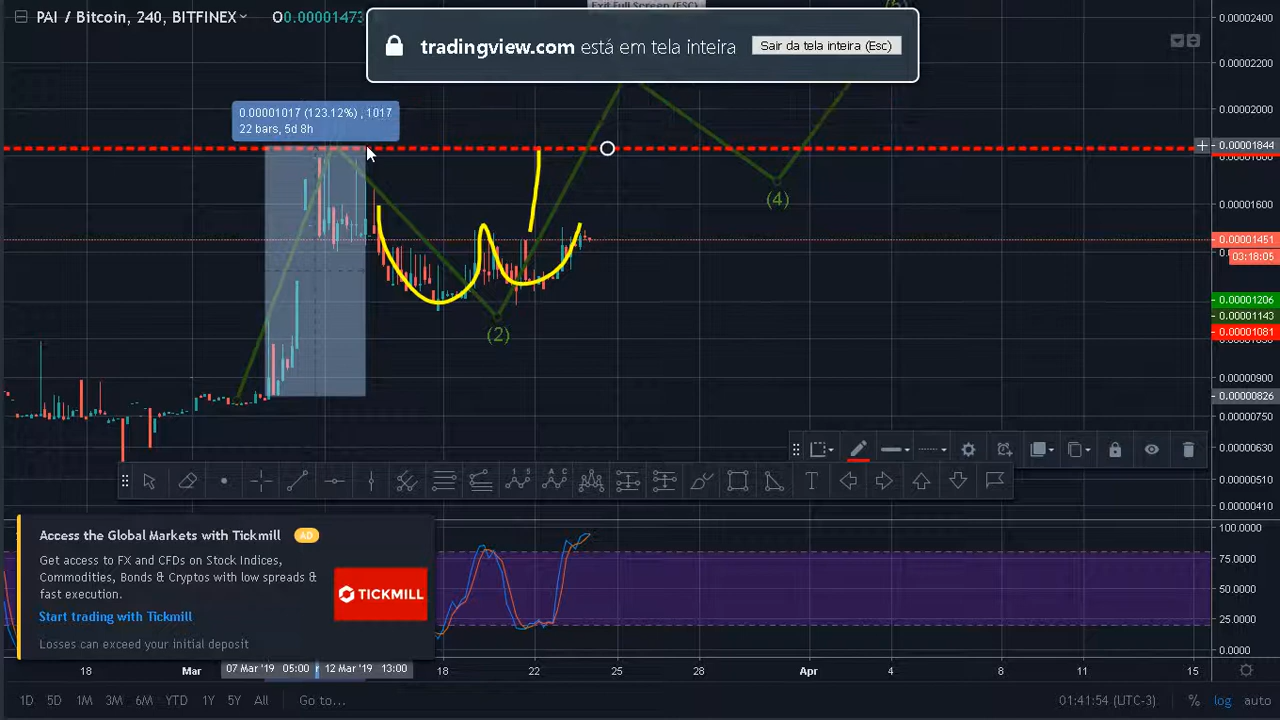 Exit Full Screen (ESC)
PAI / Bitcoin, 240, BITFINEX
O0.00001473
tradingview.com está em tela inteira
Sair da tela inteira (Esc)
0.00001017 (123.12%) , 1017
22 bars, 5d 8h
(2)
(4)
0.00002400
0.00002200
0.00002000
0.00001844
0.00001600
0.00001451
03:18:05
0.00001206
0.00001143
0.00001081
0.00000900
0.00000826
0.00000750
0.00000630
0.00000510
0.00000410
Access the Global Markets with Tickmill
AD
Get access to FX and CFDs on Stock Indices,
Commodities, Bonds & Cryptos with low spreads &
fast execution.
TICKMILL
Start trading with Tickmill
Losses can exceed your initial deposit
100.0000
75.0000
50.0000
25.0000
0.0000
18
Mar
07 Mar '19 05:00
12 Mar '19 13:00
18
22
25
28
Apr
4
8
11
15
1D 5D 1M 3M 6M YTD 1Y 5Y All Go to...
01:41:54 (UTC-3)
% log auto